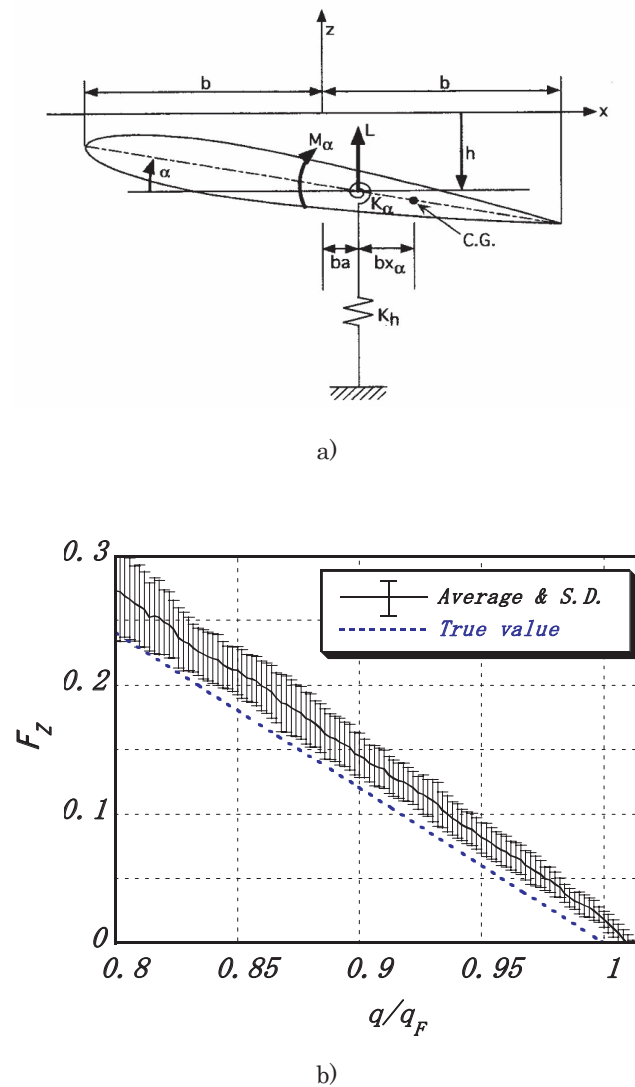 z
b b
x
L
Mα
h
α
Kα
C.G.
ba bxα
Kh
a)
0.3
Average & S.D.
True value
0.2
Fz
0.1
0
0.8 0.85 0.9 0.95 1
q/qF
b)